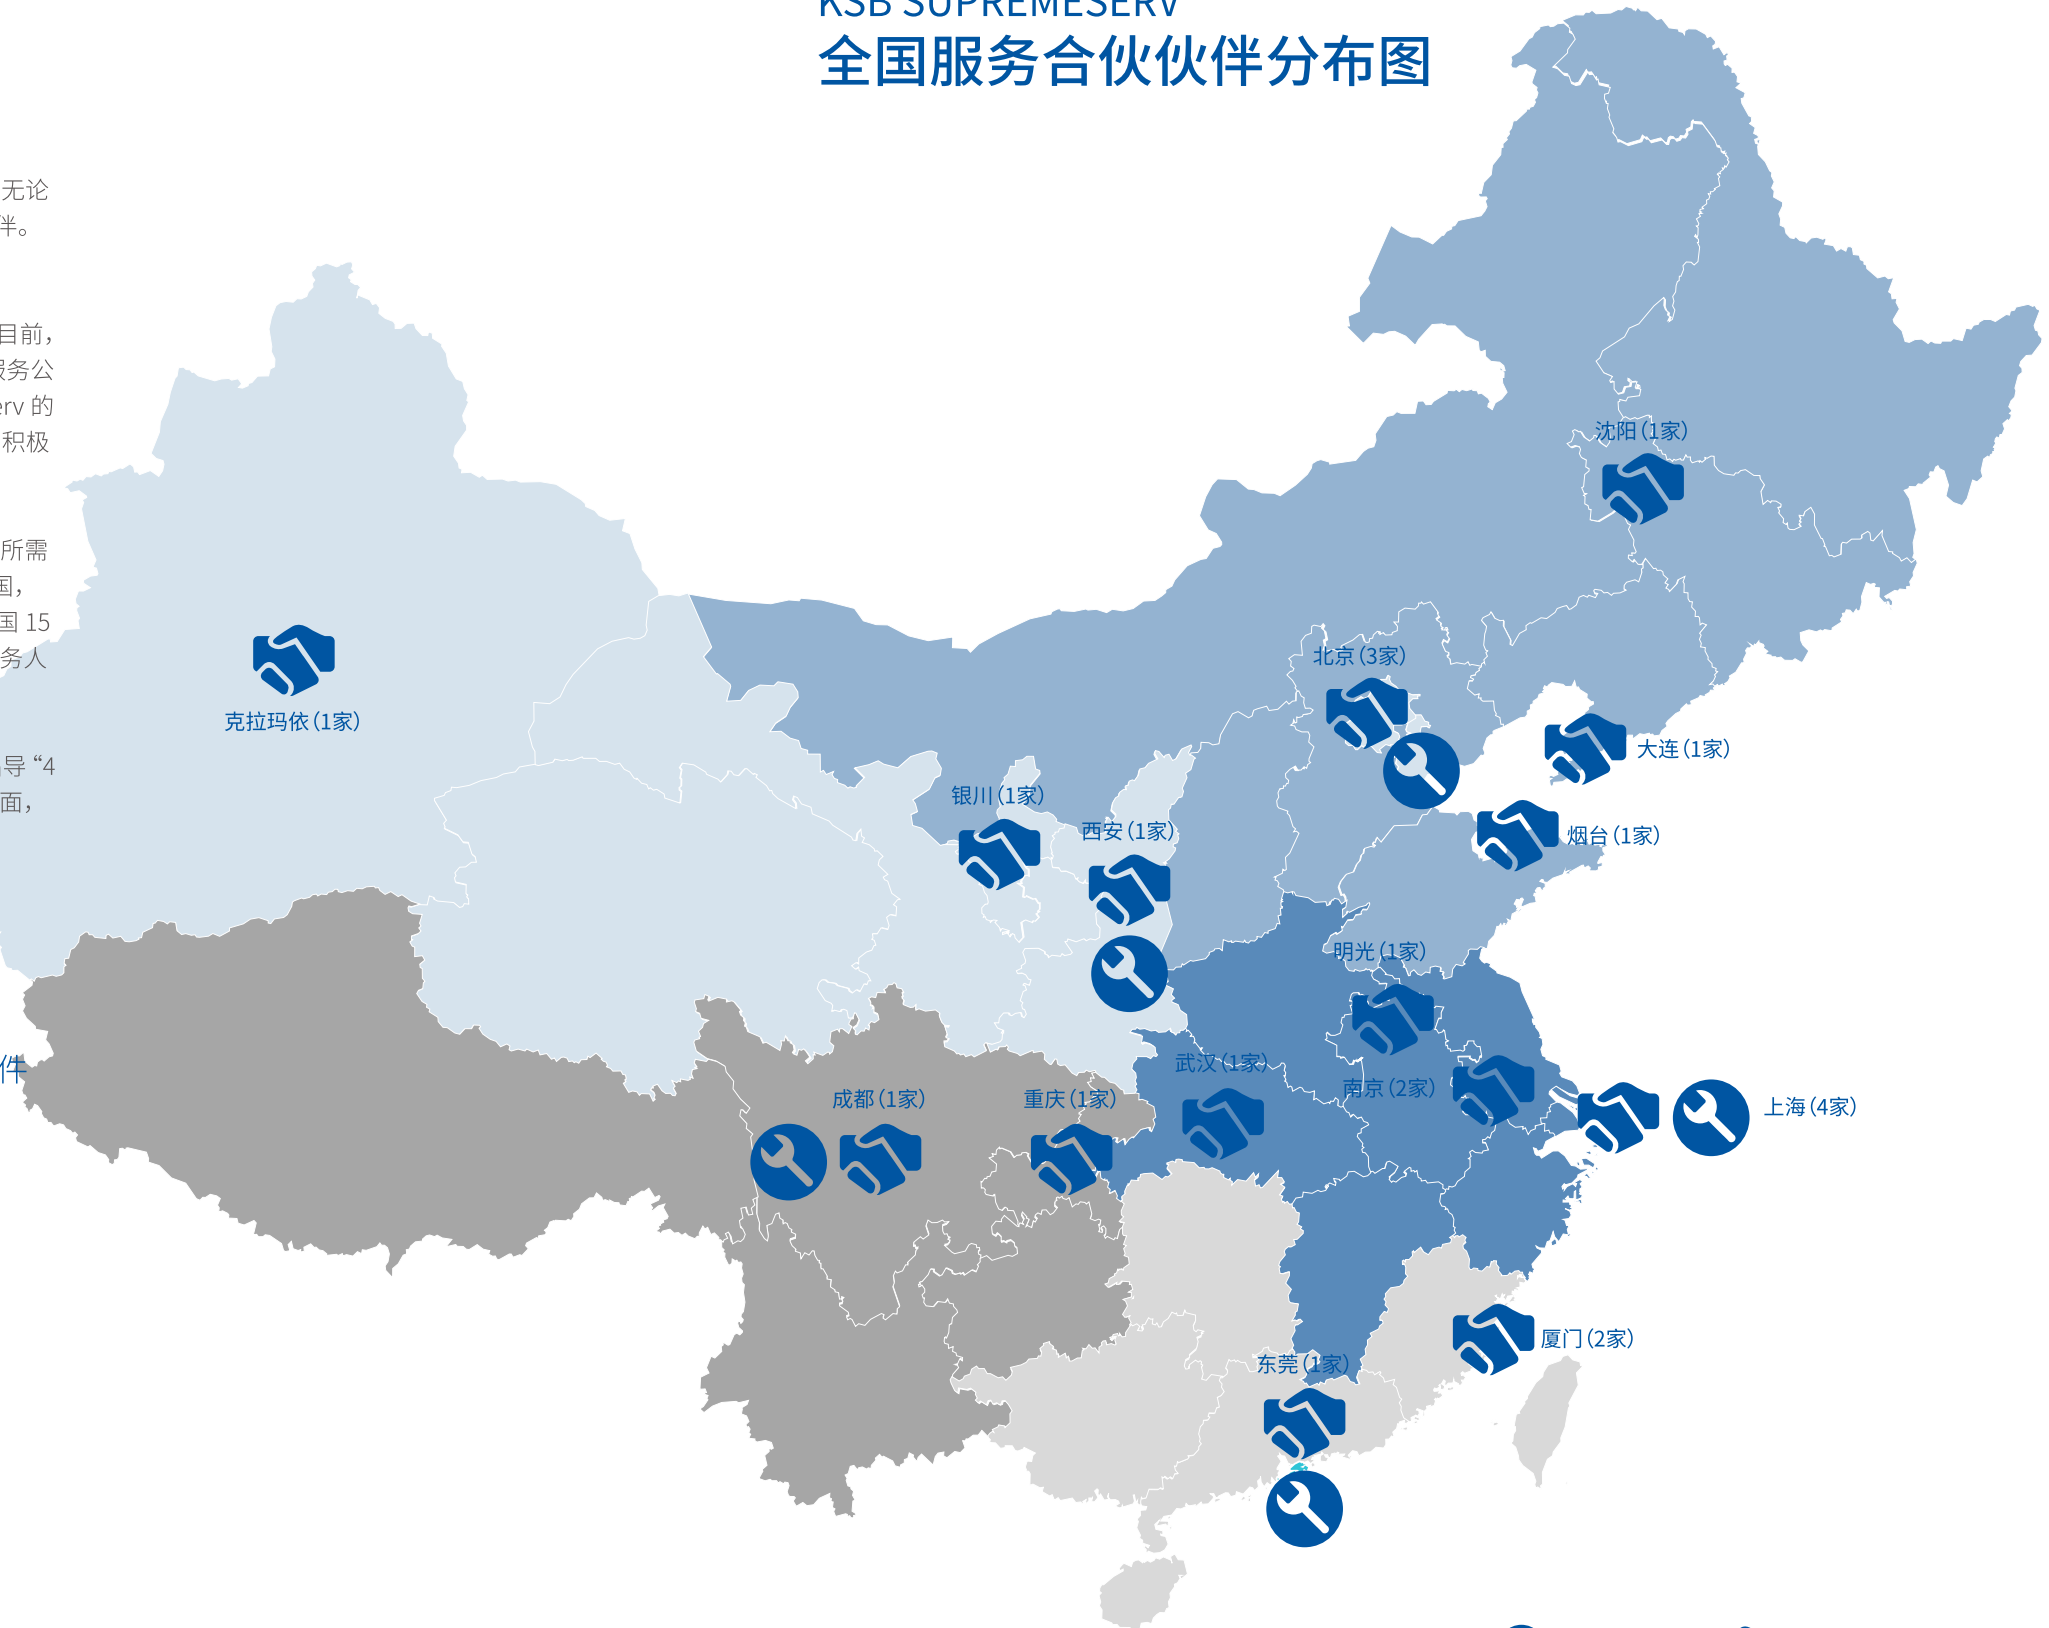 KSB SUPREMESERV
全国服务合伙伙伴分布图
无论
伴。
目前，
服务公
erv 的
积极
所需
国，
国 15
务人
导 “4
面，
件
沈阳（1家）
北京（3家）
克拉玛依（1家）
大连（1家）
银川（1家）
西安（1家）
烟台（1家）
明光（1家）
武汉（1家）
南京（2家）
成都（1家）
重庆（1家）
上海（4家）
厦门（2家）
东莞（1家）